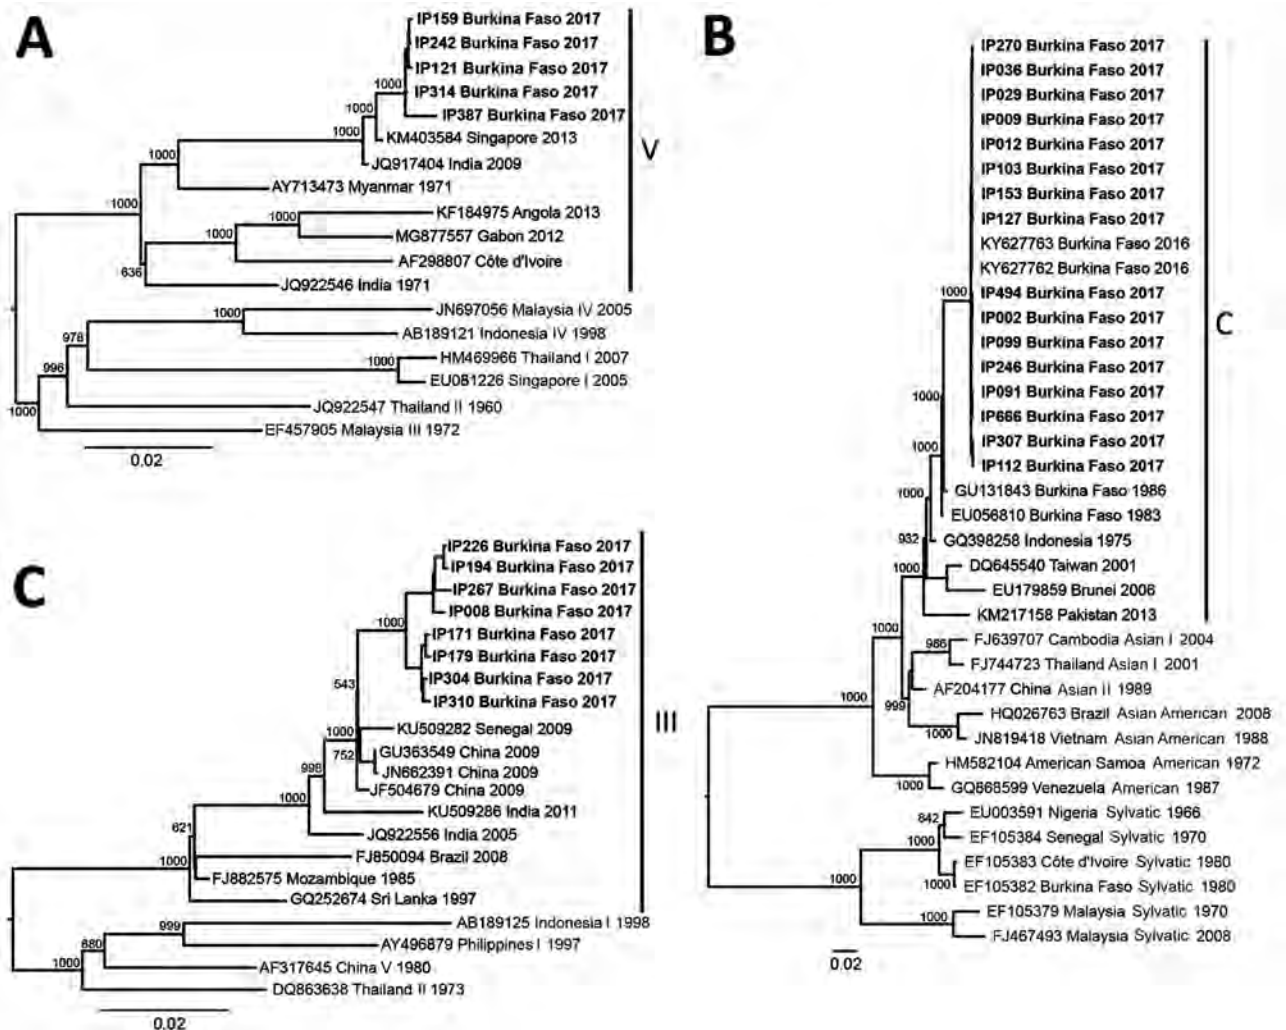 A
IP159 Burkina Faso 2017
IP242 Burkina Faso 2017
IP121 Burkina Faso 2017
1000
IP314 Burkina Faso 2017
1000
IP387 Burkina Faso 2017
1000
KM403584 Singapore 2013
V
1000
JQ917404 India 2009
AY713473 Myanmar 1971
1000
KF184975 Angola 2013
1000
MG877557 Gabon 2012
1000
AF298807 Côte d'Ivoire
636
JQ922546 India 1971
JN697056 Malaysia IV 2005
1000
AB189121 Indonesia IV 1998
978
HM469966 Thailand I 2007
996
1000
EU081226 Singapore I 2005
JQ922547 Thailand II 1960
1000
EF457905 Malaysia III 1972
0.02
B
IP270 Burkina Faso 2017
IP036 Burkina Faso 2017
IP029 Burkina Faso 2017
IP009 Burkina Faso 2017
IP012 Burkina Faso 2017
IP103 Burkina Faso 2017
IP153 Burkina Faso 2017
IP127 Burkina Faso 2017
KY627763 Burkina Faso 2016
KY627762 Burkina Faso 2016
1000
IP494 Burkina Faso 2017
IP002 Burkina Faso 2017
C
IP099 Burkina Faso 2017
IP246 Burkina Faso 2017
1000
IP091 Burkina Faso 2017
IP666 Burkina Faso 2017
IP307 Burkina Faso 2017
IP112 Burkina Faso 2017
1000
GU131843 Burkina Faso 1986
EU056810 Burkina Faso 1983
932
GQ398258 Indonesia 1975
1000
DQ645540 Taiwan 2001
EU179859 Brunei 2006
KM217158 Pakistan 2013
1000
FJ639707 Cambodia Asian I 2004
986
FJ744723 Thailand Asian I 2001
AF204177 China Asian II 1989
1000
999
HQ026763 Brazil Asian American 2008
1000
JN819418 Vietnam Asian American 1988
HM582104 American Samoa American 1972
1000
GQ868599 Venezuela American 1987
EU003591 Nigeria Sylvatic 1966
842
EF105384 Senegal Sylvatic 1970
1000
EF105383 Côte d'Ivoire Sylvatic 1980
1000
EF105382 Burkina Faso Sylvatic 1980
1000
EF105379 Malaysia Sylvatic 1970
1000
FJ467493 Malaysia Sylvatic 2008
0.02
C
IP226 Burkina Faso 2017
IP194 Burkina Faso 2017
IP267 Burkina Faso 2017
IP008 Burkina Faso 2017
1000
IP171 Burkina Faso 2017
IP179 Burkina Faso 2017
IP304 Burkina Faso 2017
543
IP310 Burkina Faso 2017
III
KU509282 Senegal 2009
1000
GU363549 China 2009
752
JN662391 China 2009
998
JF504679 China 2009
1000
KU509286 India 2011
JQ922556 India 2005
621
FJ850094 Brazil 2008
1000
FJ882575 Mozambique 1985
GQ252674 Sri Lanka 1997
AB189125 Indonesia I 1998
999
AY496879 Philippines I 1997
880
AF317645 China V 1980
1000
DQ863638 Thailand II 1973
0.02